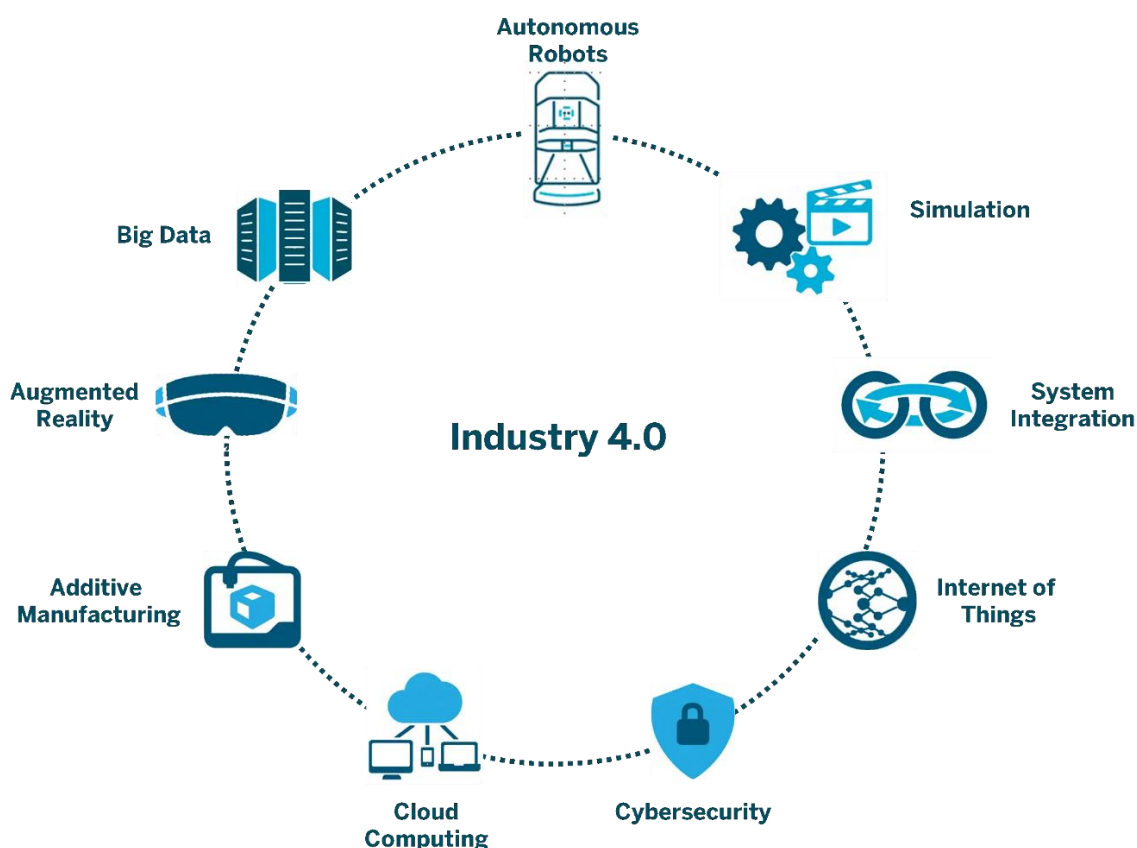 Autonomous
Robots
Simulation
Big Data
System
Integration
Augmented
Reality
Industry 4.0
Internet of
Things
Additive
Manufacturing
Cybersecurity
Cloud
Computing